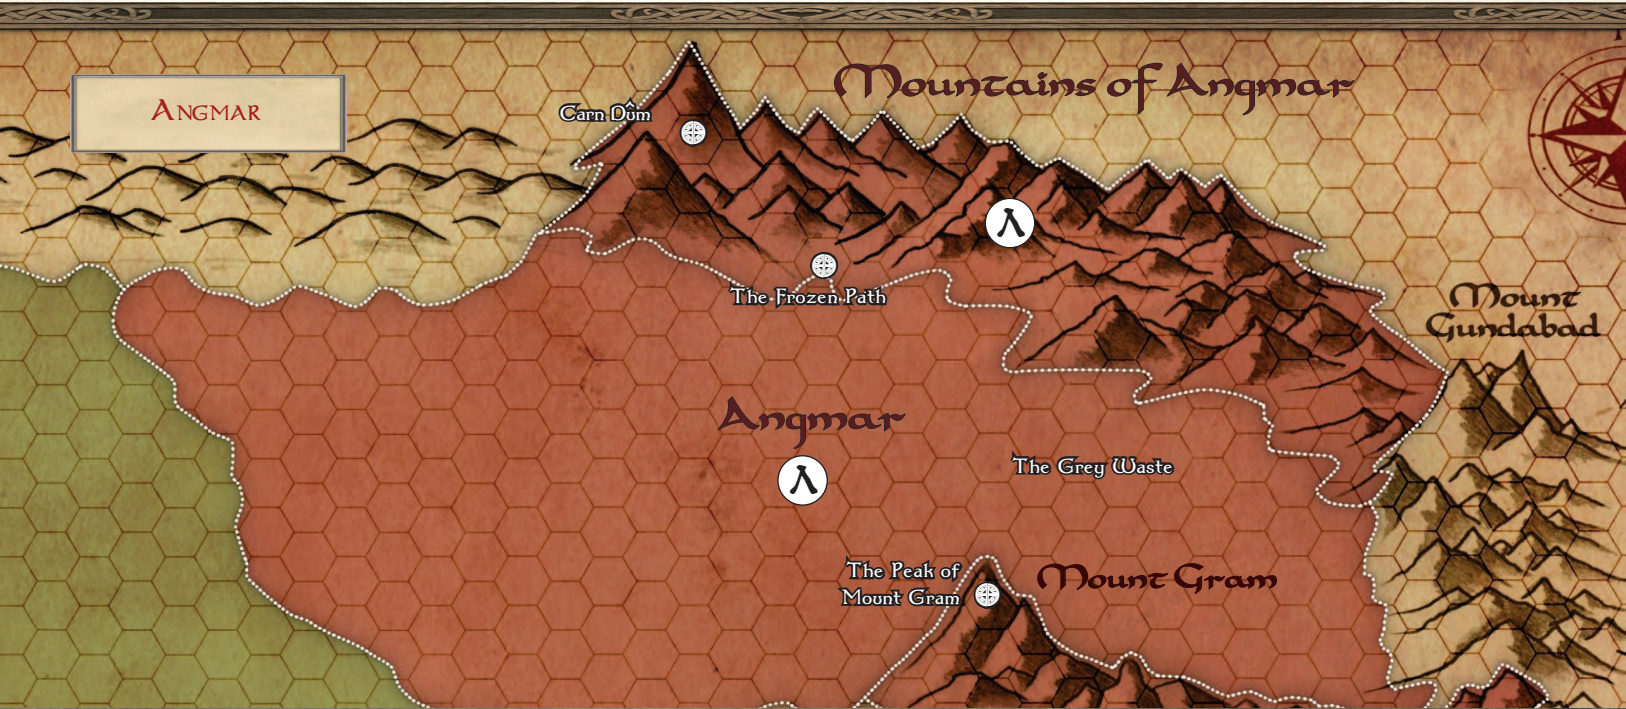 Mountains of Angmar
Angmar
Carn Dûm
The Frozen Path
Mount
Gundabad
Angmar
The Grey Waste
The Peak of
Mount Gram
Mount Gram